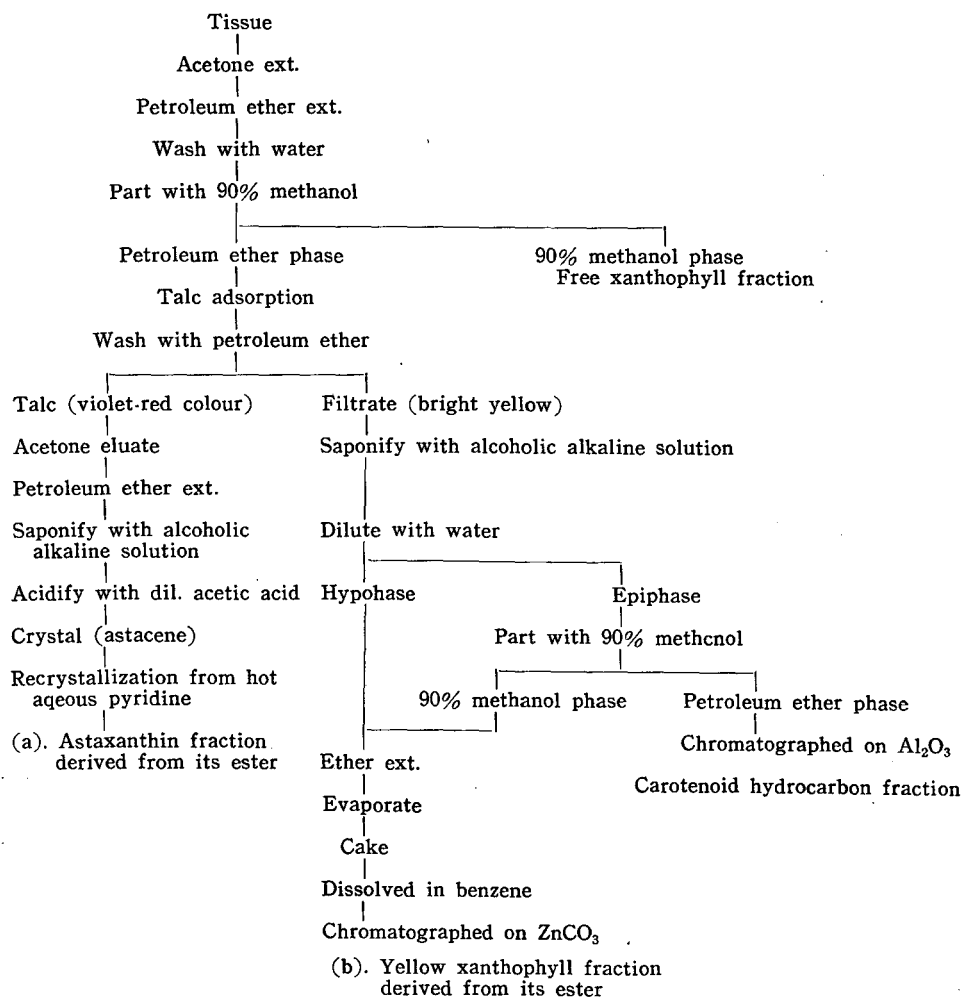 Tissue
Acetone ext.
Petroleum ether ext.
Wash with water
Part with 90% methanol
Petroleum ether phase
90% methanol phase
Free xanthophyll fraction
Talc adsorption
Wash with petroleum ether
Talc (violet-red colour)
Acetone eluate
Petroleum ether ext.
Saponify with alcoholic
alkaline solution
Acidify with dil. acetic acid
Crystal (astacene)
Recrystallization from hot
aqeous pyridine
(a). Astaxanthin fraction
derived from its ester
Filtrate (bright yellow)
Saponify with alcoholic alkaline solution
Dilute with water
Hypohase
Epiphase
Part with 90% methcnol
90% methanol phase
Petroleum ether phase
Chromatographed on Al₂O₃
Carotenoid hydrocarbon fraction
Ether ext.
Evaporate
Cake
Dissolved in benzene
Chromatographed on ZnCO₃
(b). Yellow xanthophyll fraction
derived from its ester